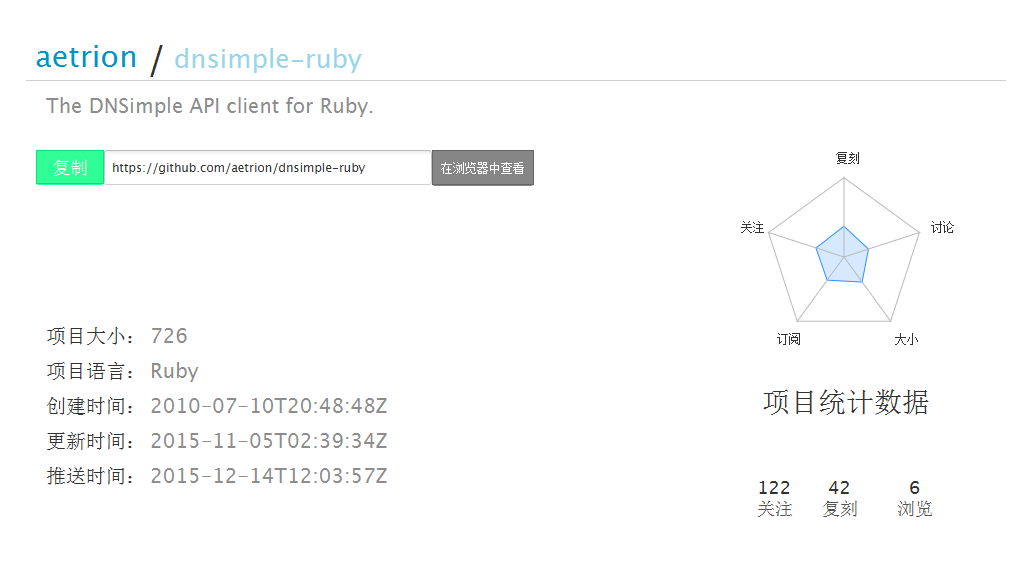 aetrion / dnsimple-ruby
The DNSimple API client for Ruby.
复制 https://github.com/aetrion/dnsimple-ruby 在浏览器中查看
复刻
关注 讨论
订阅 大小
项目大小： 726
项目语言： Ruby
创建时间： 2010-07-10T20:48:48Z
更新时间： 2015-11-05T02:39:34Z
推送时间： 2015-12-14T12:03:57Z
项目统计数据
122 42 6
关注 复刻 浏览